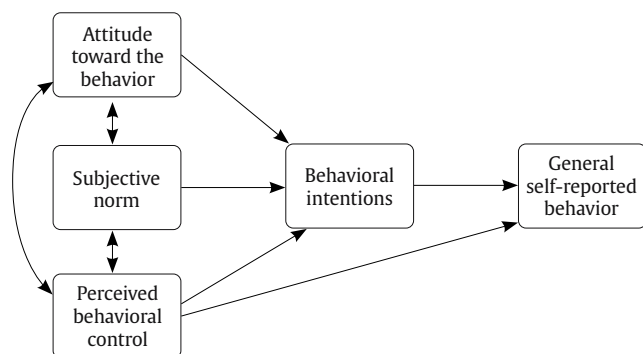 Attitude
toward the
behavior
Subjective
norm
Perceived
behavioral
control
Behavioral
intentions
General
self-reported
behavior